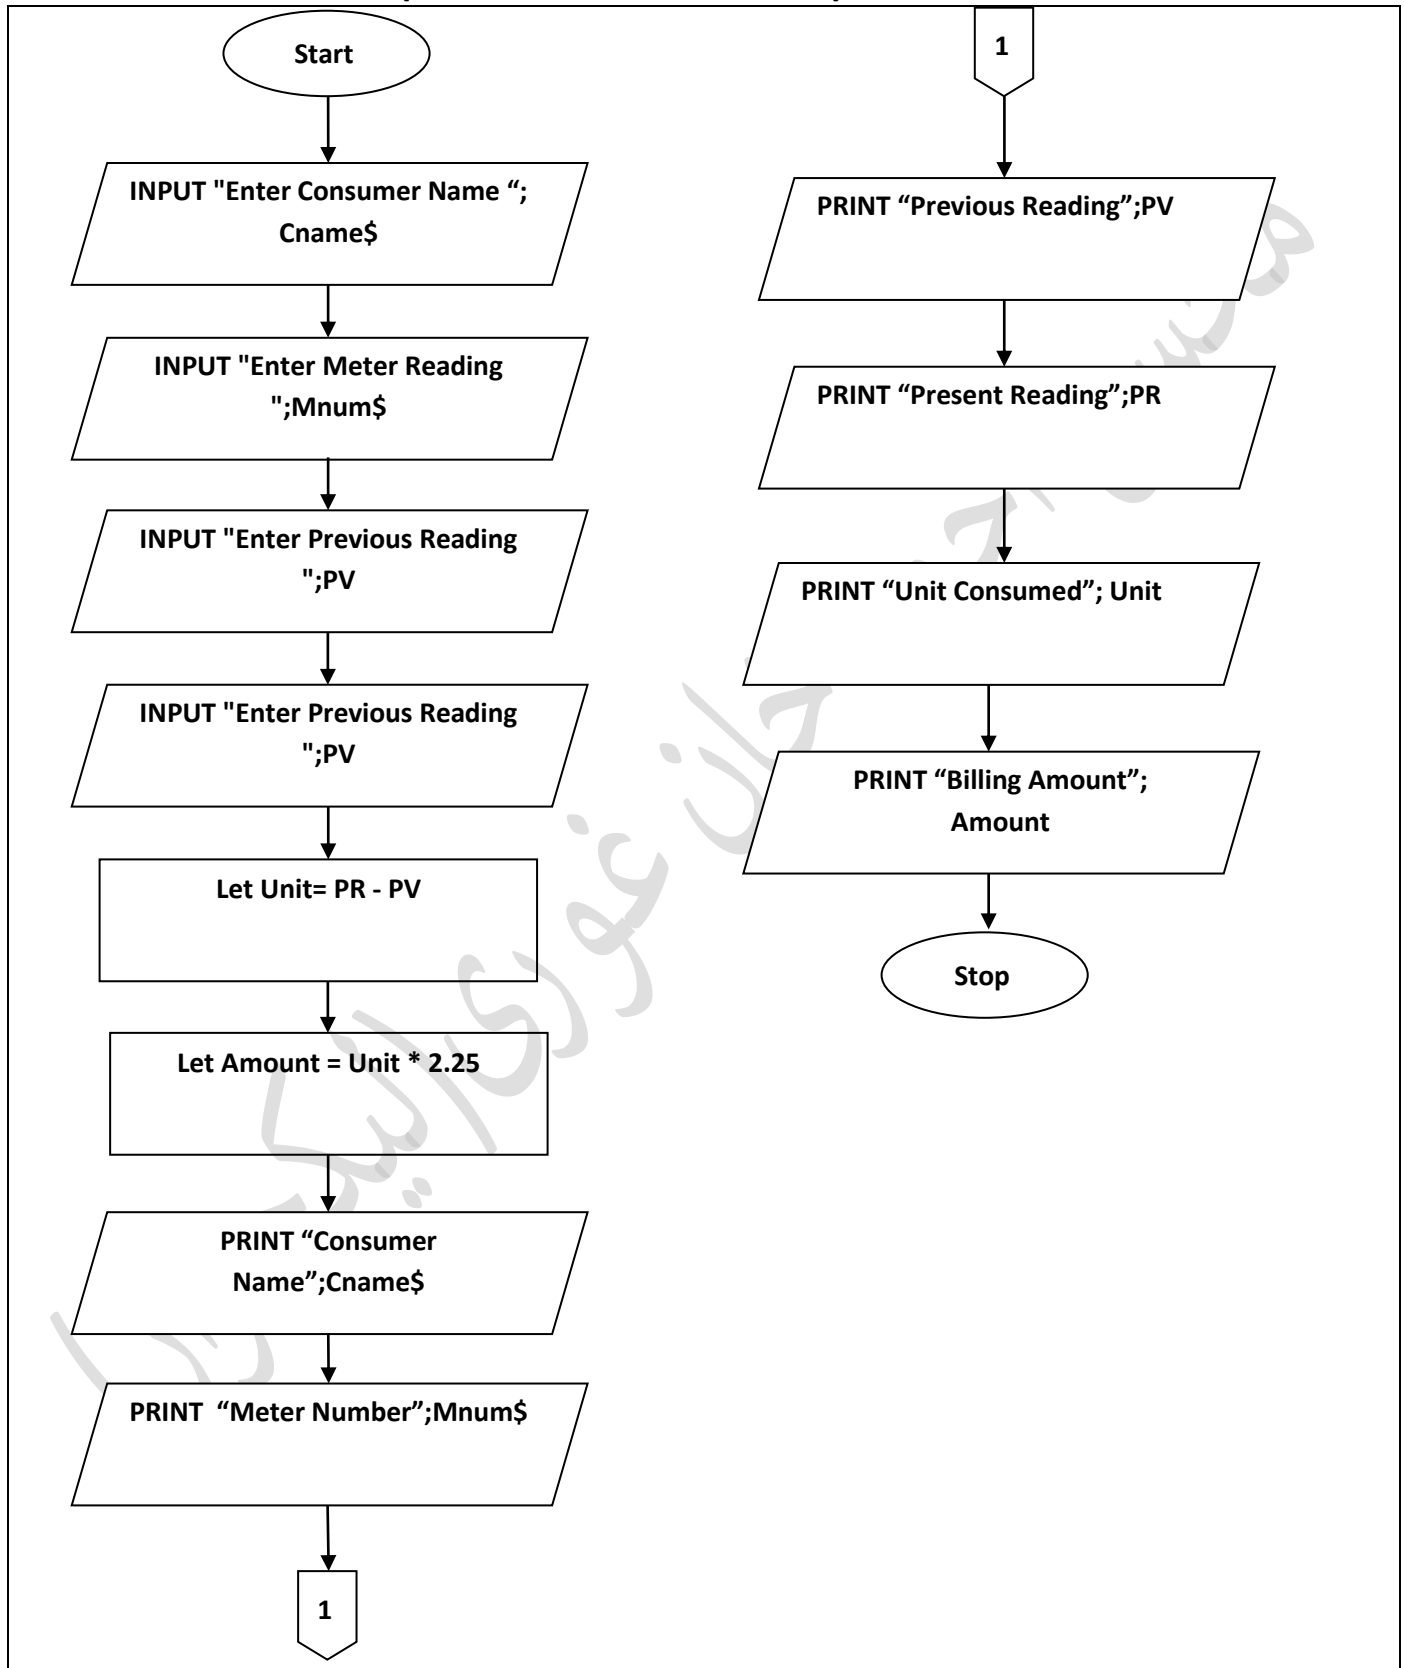 Start
INPUT "Enter Consumer Name “;
Cname$
INPUT "Enter Meter Reading
";Mnum$
INPUT "Enter Previous Reading
";PV
INPUT "Enter Previous Reading
";PV
Let Unit= PR - PV
Let Amount = Unit * 2.25
PRINT “Consumer
Name”;Cname$
PRINT  “Meter Number”;Mnum$
1
1
PRINT “Previous Reading”;PV
PRINT “Present Reading”;PR
PRINT “Unit Consumed”; Unit
PRINT “Billing Amount”;
Amount
Stop